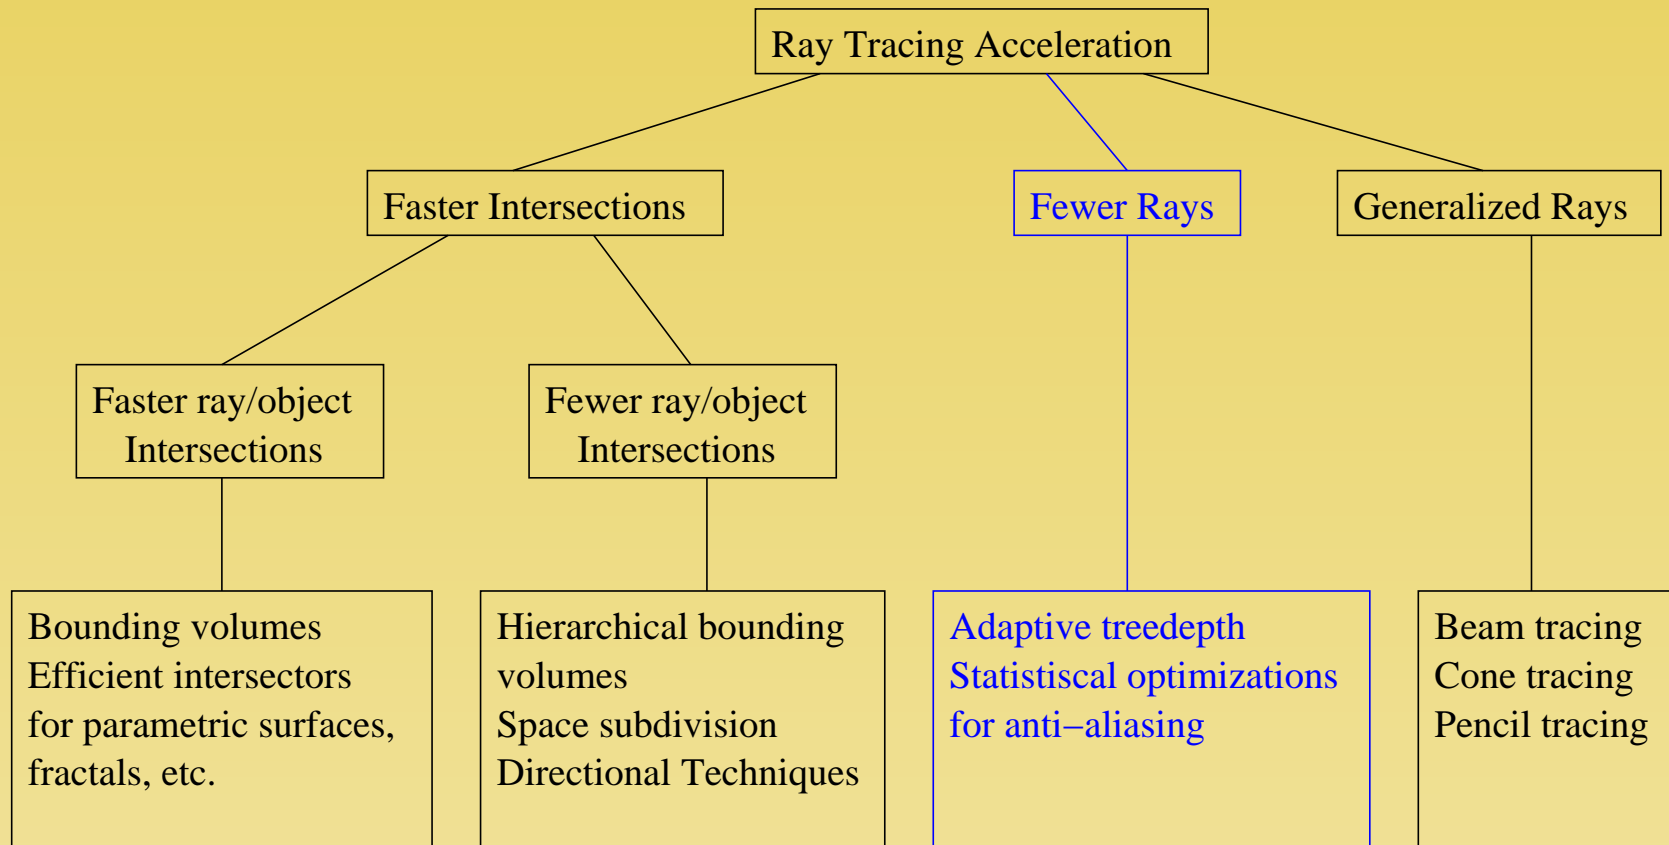 Ray Tracing Acceleration
Faster Intersections
Fewer Rays
Generalized Rays
Faster ray/object
Intersections
Fewer ray/object
Intersections
Bounding volumes
Efficient intersectors
for parametric surfaces,
fractals, etc.
Hierarchical bounding
volumes
Space subdivision
Directional Techniques
Adaptive treedepth
Statistiscal optimizations
for anti−aliasing
Beam tracing
Cone tracing
Pencil tracing